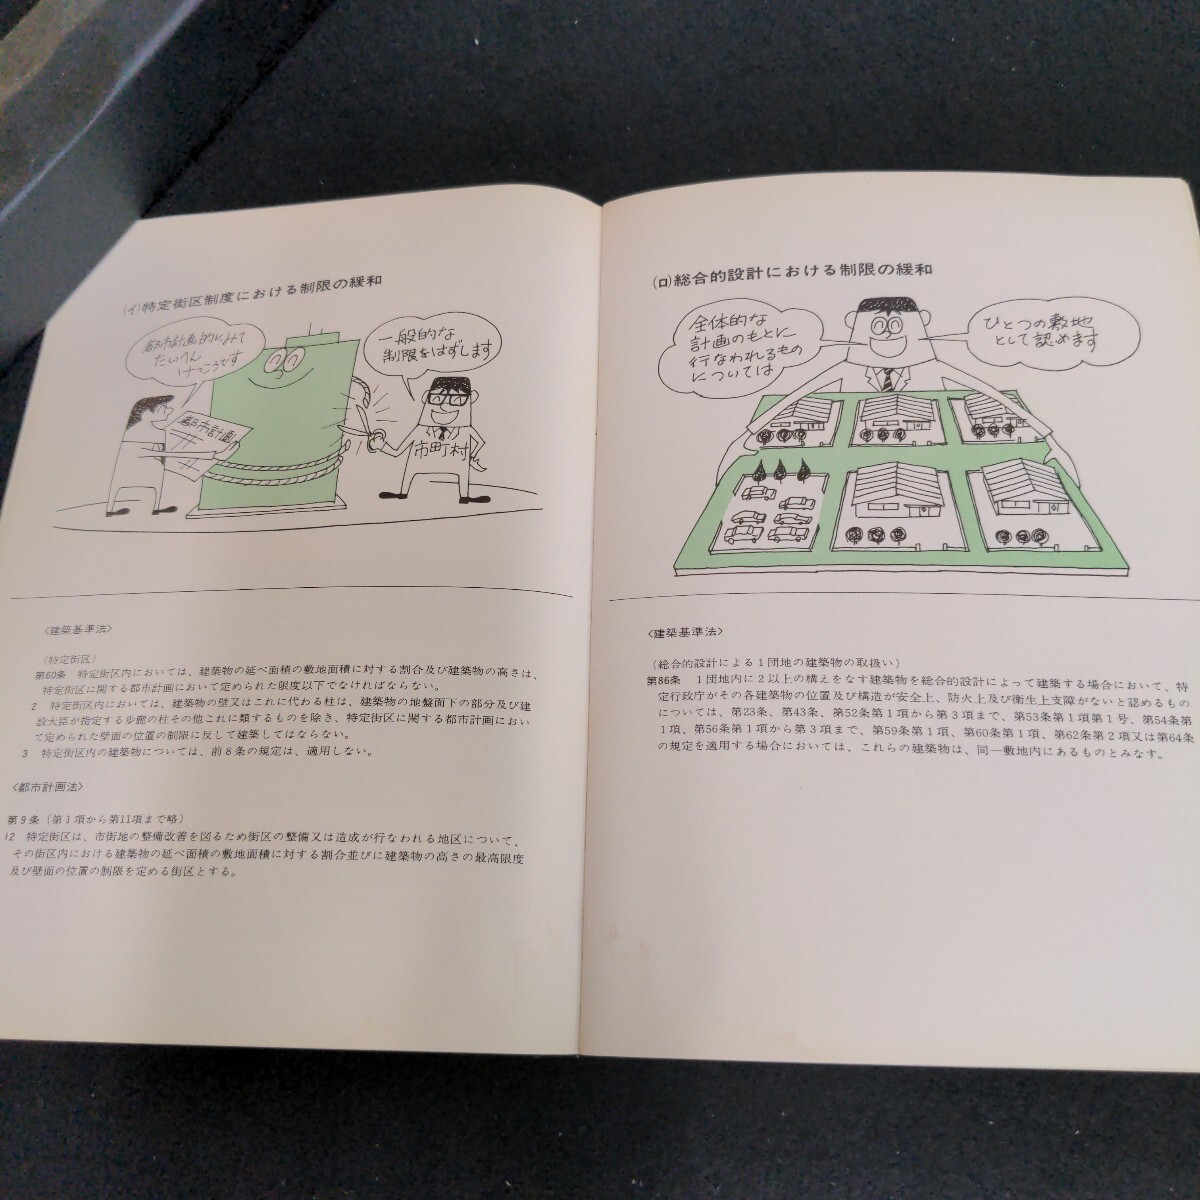 (イ)特定街区制度における制限の緩和
都市計画的にみて
たいへん
けっこうです
一般的な
制限をはずします
都市計画
市町村
〈建築基準法〉
(特定街区)
第60条 特定街区内においては、建築物の延べ面積の敷地面積に対する割合及び建築物の高さは、
特定街区に関する都市計画において定められた限度以下でなければならない。
2 特定街区内においては、建築物の壁又はこれに代わる柱は、建築物の地盤面下の部分及び建
設大臣が指定する歩廊の柱その他これに類するものを除き、特定街区に関する都市計画におい
て定められた壁面の位置の制限に反して建築してはならない。
3 特定街区内の建築物については、前8条の規定は、適用しない。
〈都市計画法〉
第9条(第1項から第11項まで略)
12 特定街区は、市街地の整備改善を図るため街区の整備又は造成が行なわれる地区について、
その街区内における建築物の延べ面積の敷地面積に対する割合並びに建築物の高さの最高限度
及び壁面の位置の制限を定める街区とする。
(ロ)総合的設計における制限の緩和
全体的な
計画のもとに
行なわれるもの
については
ひとつの敷地
として認めます
〈建築基準法〉
(総合的設計による1団地の建築物の取扱い)
第86条 1団地内に2以上の構えをなす建築物を総合的設計によって建築する場合において、特
定行政庁がその各建築物の位置及び構造が安全上、防火上及び衛生上支障がないと認めるもの
については、第23条、第43条、第52条第1項から第3項まで、第53条第1項第1号、第54条第
1項、第56条第1項から第3項まで、第59条第1項、第60条第1項、第62条第2項又は第64条
の規定を適用する場合においては、これらの建築物は、同一敷地内にあるものとみなす。